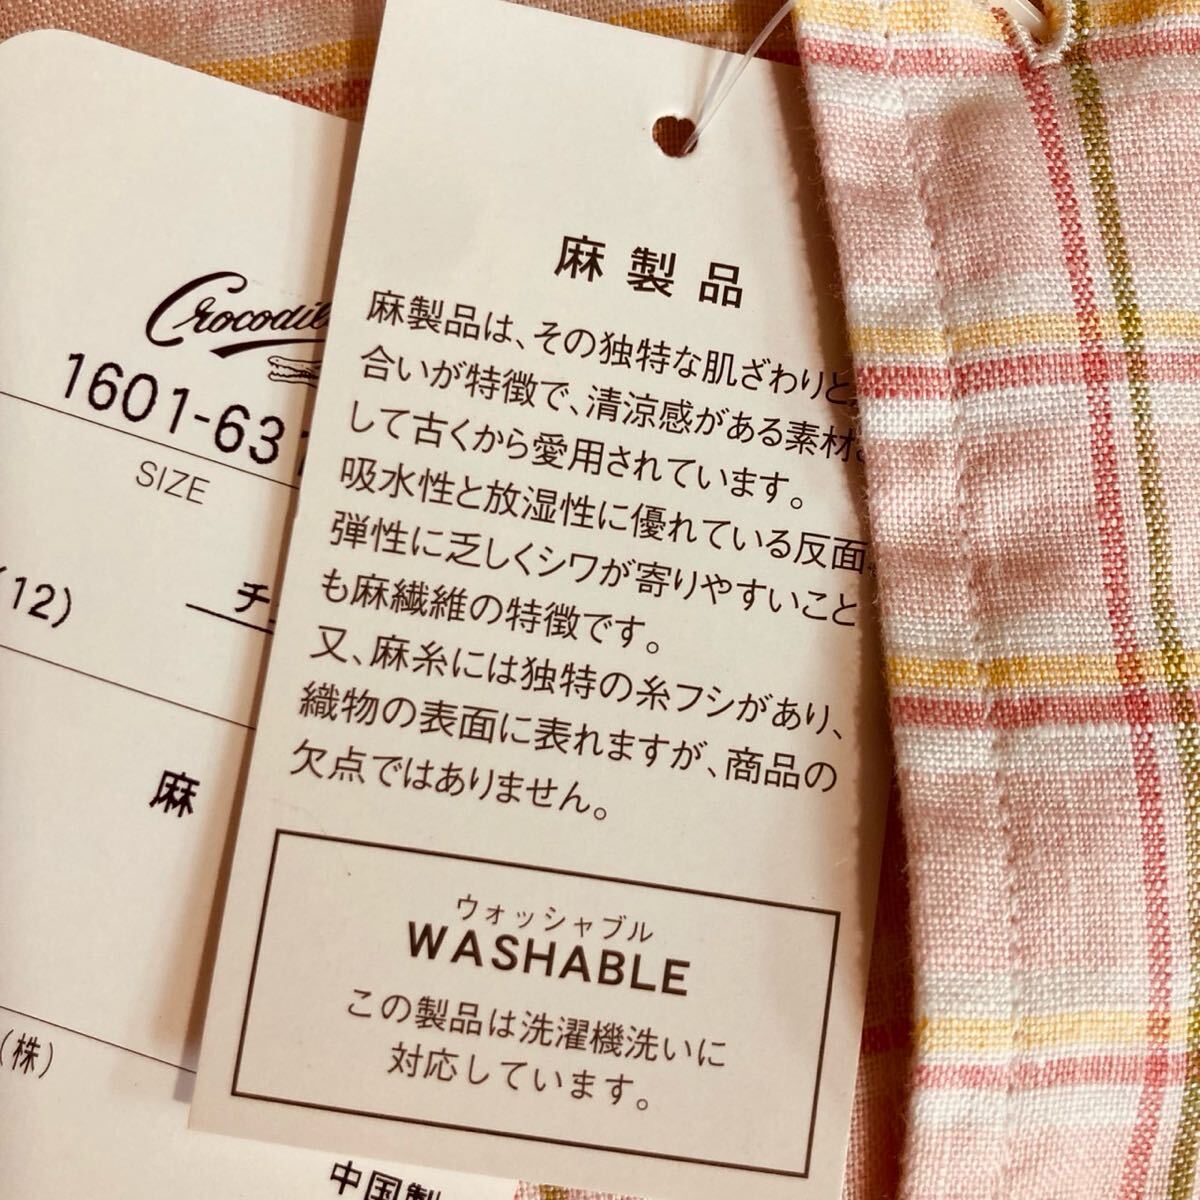 Crocodil
1601-631
SIZE
(12)
チ
麻
(株)
中国製
麻製品
麻製品は、その独特な肌ざわりと
合いが特徴で、清涼感がある素材
して古くから愛用されています。
吸水性と放湿性に優れている反面
弾性に乏しくシワが寄りやすいこと
も麻繊維の特徴です。
又、麻糸には独特の糸フシがあり、
織物の表面に表れますが、商品の
欠点ではありません。
ウォッシャブル
WASHABLE
この製品は洗濯機洗いに
対応しています。